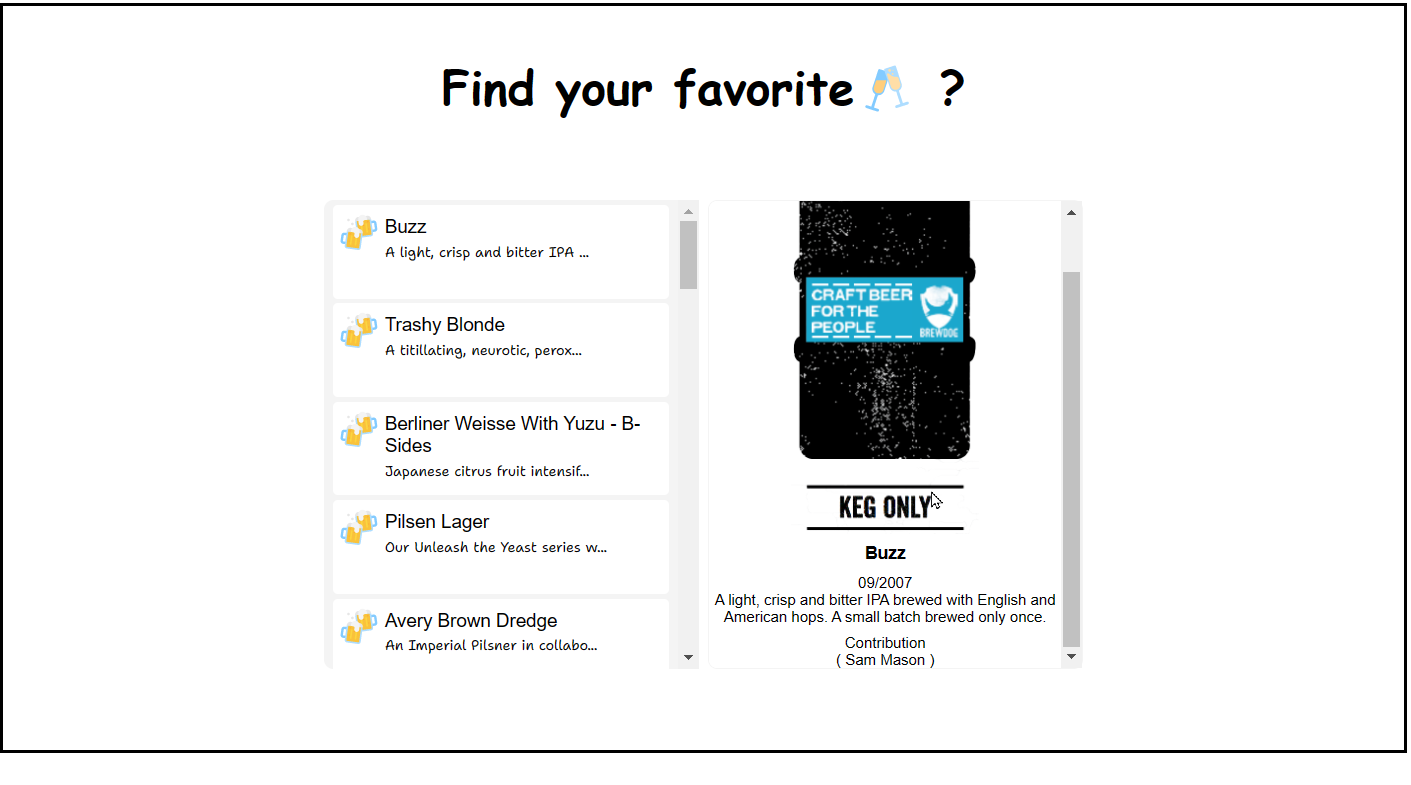 Find your favorite🥂 ?
Buzz
A light, crisp and bitter IPA ...
Trashy Blonde
A titillating, neurotic, perox...
Berliner Weisse With Yuzu - B-
Sides
Japanese citrus fruit intensif...
Pilsen Lager
Our Unleash the Yeast series w...
Avery Brown Dredge
An Imperial Pilsner in collabo...
CRAFT BEER
FOR THE
PEOPLE
BREWDOG
KEG ONLY
Buzz
09/2007
A light, crisp and bitter IPA brewed with English and
American hops. A small batch brewed only once.
Contribution
( Sam Mason )